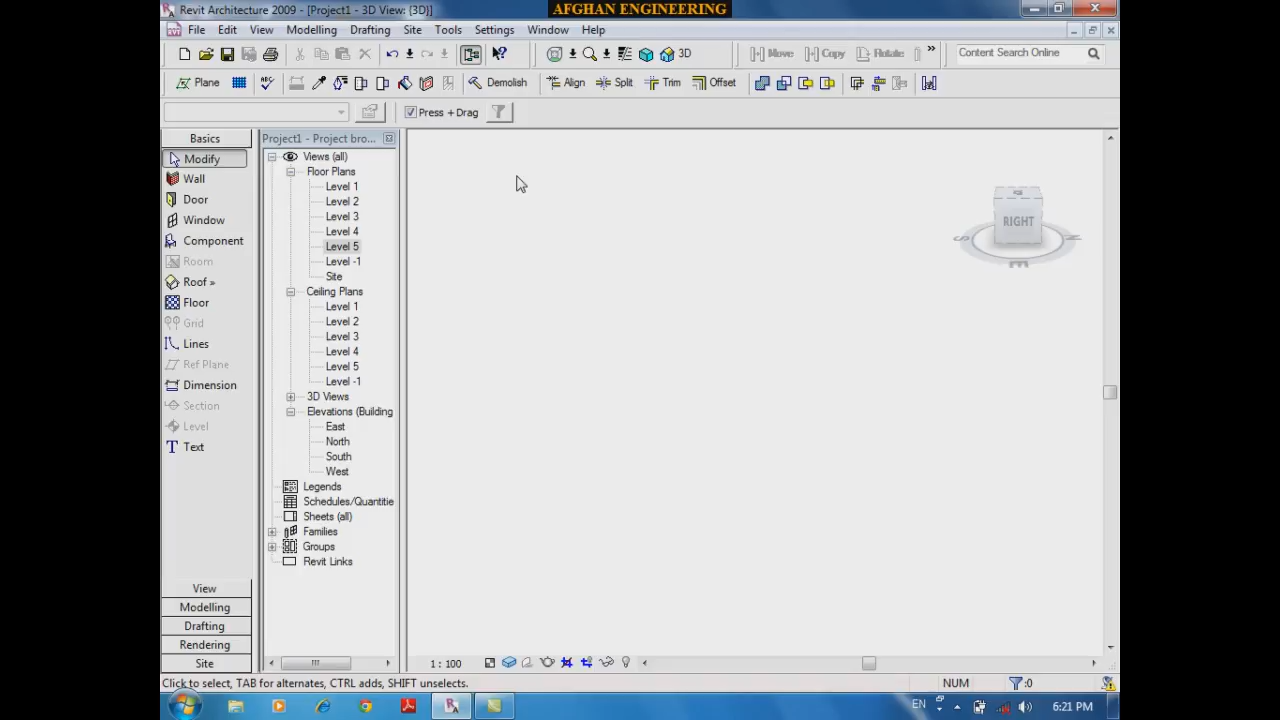 Revit Architecture 2009 - [Project1 - 3D View: {3D}]
AFGHAN ENGINEERING
File Edit View Modelling Drafting Site Tools Settings Window Help
3D Move Copy Rotate » Content Search Online
Plane Demolish Align Split Trim Offset
Press + Drag
Basics
Modify
Wall
Door
Window
Component
Room
Roof »
Floor
Grid
Lines
Ref Plane
Dimension
Section
Level
Text
View
Modelling
Drafting
Rendering
Site
Project1 - Project bro...
Views (all)
Floor Plans
Level 1
Level 2
Level 3
Level 4
Level 5
Level -1
Site
Ceiling Plans
Level 1
Level 2
Level 3
Level 4
Level 5
Level -1
3D Views
Elevations (Building
East
North
South
West
Legends
Schedules/Quantitie
Sheets (all)
Families
Groups
Revit Links
RIGHT
S
N
E
1 : 100
Click to select, TAB for alternates, CTRL adds, SHIFT unselects.
NUM
:0
EN
6:21 PM